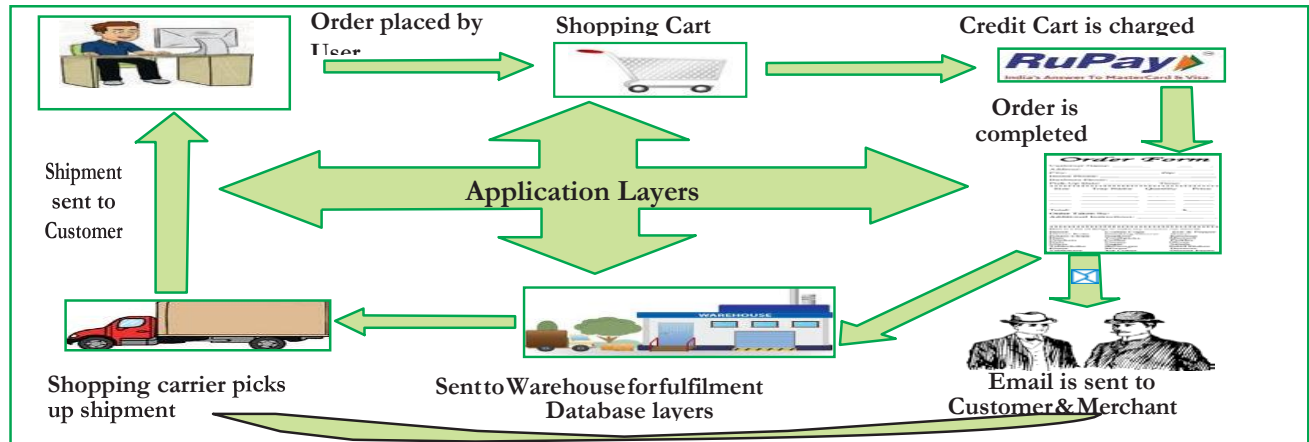 Order placed by
User
Shopping Cart
Credit Cart is charged
RuPay
India's Answer To MasterCard & Visa
Order is
completed
Order Form
Shipment
sent to
Customer
Application Layers
WAREHOUSE
Shopping carrier picks
up shipment
Sent to Warehouse for fulfilment
Database layers
Email is sent to
Customer & Merchant